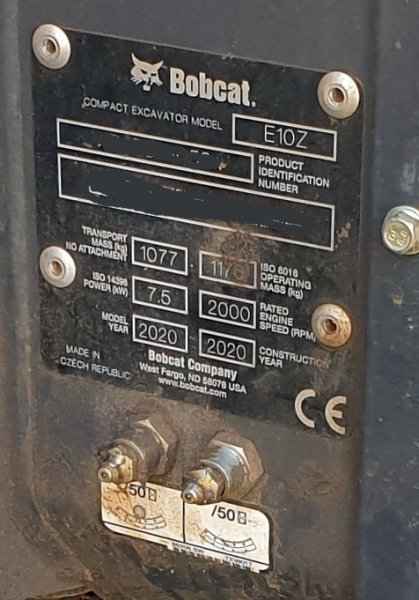 Bobcat.
COMPACT EXCAVATOR MODEL E10Z
PRODUCT
IDENTIFICATION
NUMBER
TRANSPORT
MASS (kg)
NO ATTACHMENT 1077
ISO 6016
OPERATING
MASS (kg)
ISO 14396
POWER (kW) 7.5
2000 RATED
ENGINE
SPEED (RPM)
MODEL
YEAR 2020
2020 CONSTRUCTION
YEAR
MADE IN
CZECH REPUBLIC
Bobcat Company
West Fargo, ND 58078 USA
www.bobcat.com
CE
/50
/50